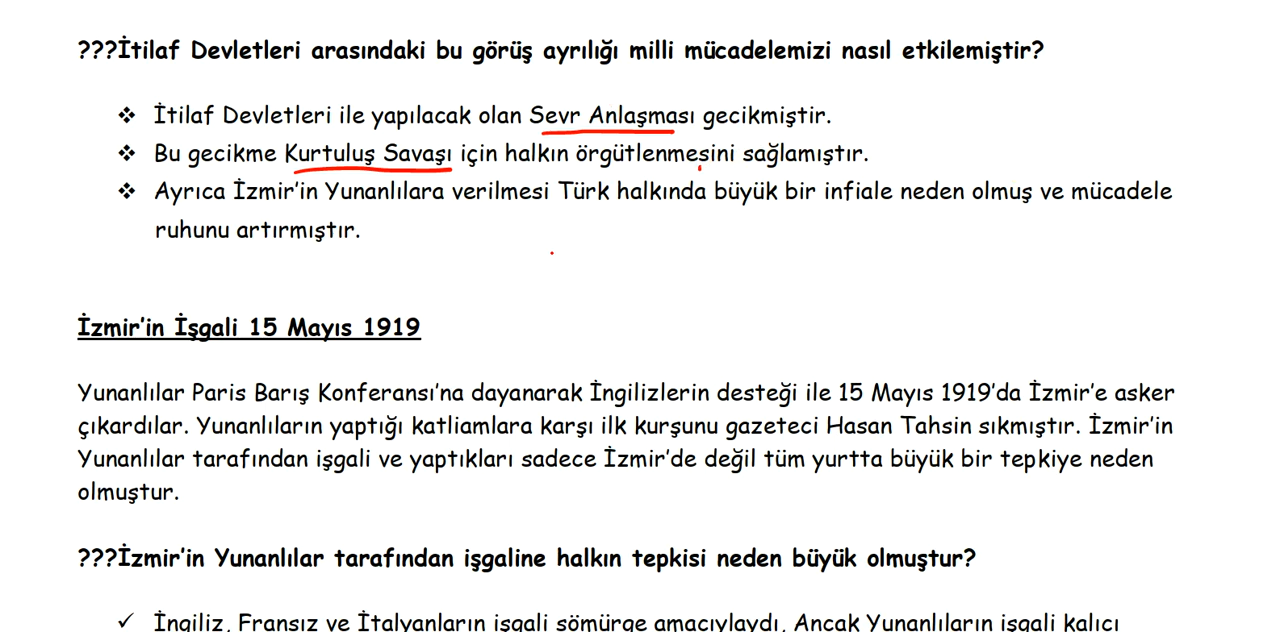 ???İtilaf Devletleri arasındaki bu görüş ayrılığı milli mücadelemizi nasıl etkilemiştir?
❖ İtilaf Devletleri ile yapılacak olan Sevr Anlaşması gecikmiştir.
❖ Bu gecikme Kurtuluş Savaşı için halkın örgütlenmesini sağlamıştır.
❖ Ayrıca İzmir'in Yunanlılara verilmesi Türk halkında büyük bir infiale neden olmuş ve mücadele
ruhunu artırmıştır.
İzmir'in İşgali 15 Mayıs 1919
Yunanlılar Paris Barış Konferansı'na dayanarak İngilizlerin desteği ile 15 Mayıs 1919'da İzmir'e asker
çıkardılar. Yunanlıların yaptığı katliamlara karşı ilk kurşunu gazeteci Hasan Tahsin sıkmıştır. İzmir'in
Yunanlılar tarafından işgali ve yaptıkları sadece İzmir'de değil tüm yurtta büyük bir tepkiye neden
olmuştur.
???İzmir'in Yunanlılar tarafından işgaline halkın tepkisi neden büyük olmuştur?
✓ İngiliz, Fransız ve İtalyanların işgali sömürge amacıylaydı, Ancak Yunanlıların işgali kalıcı